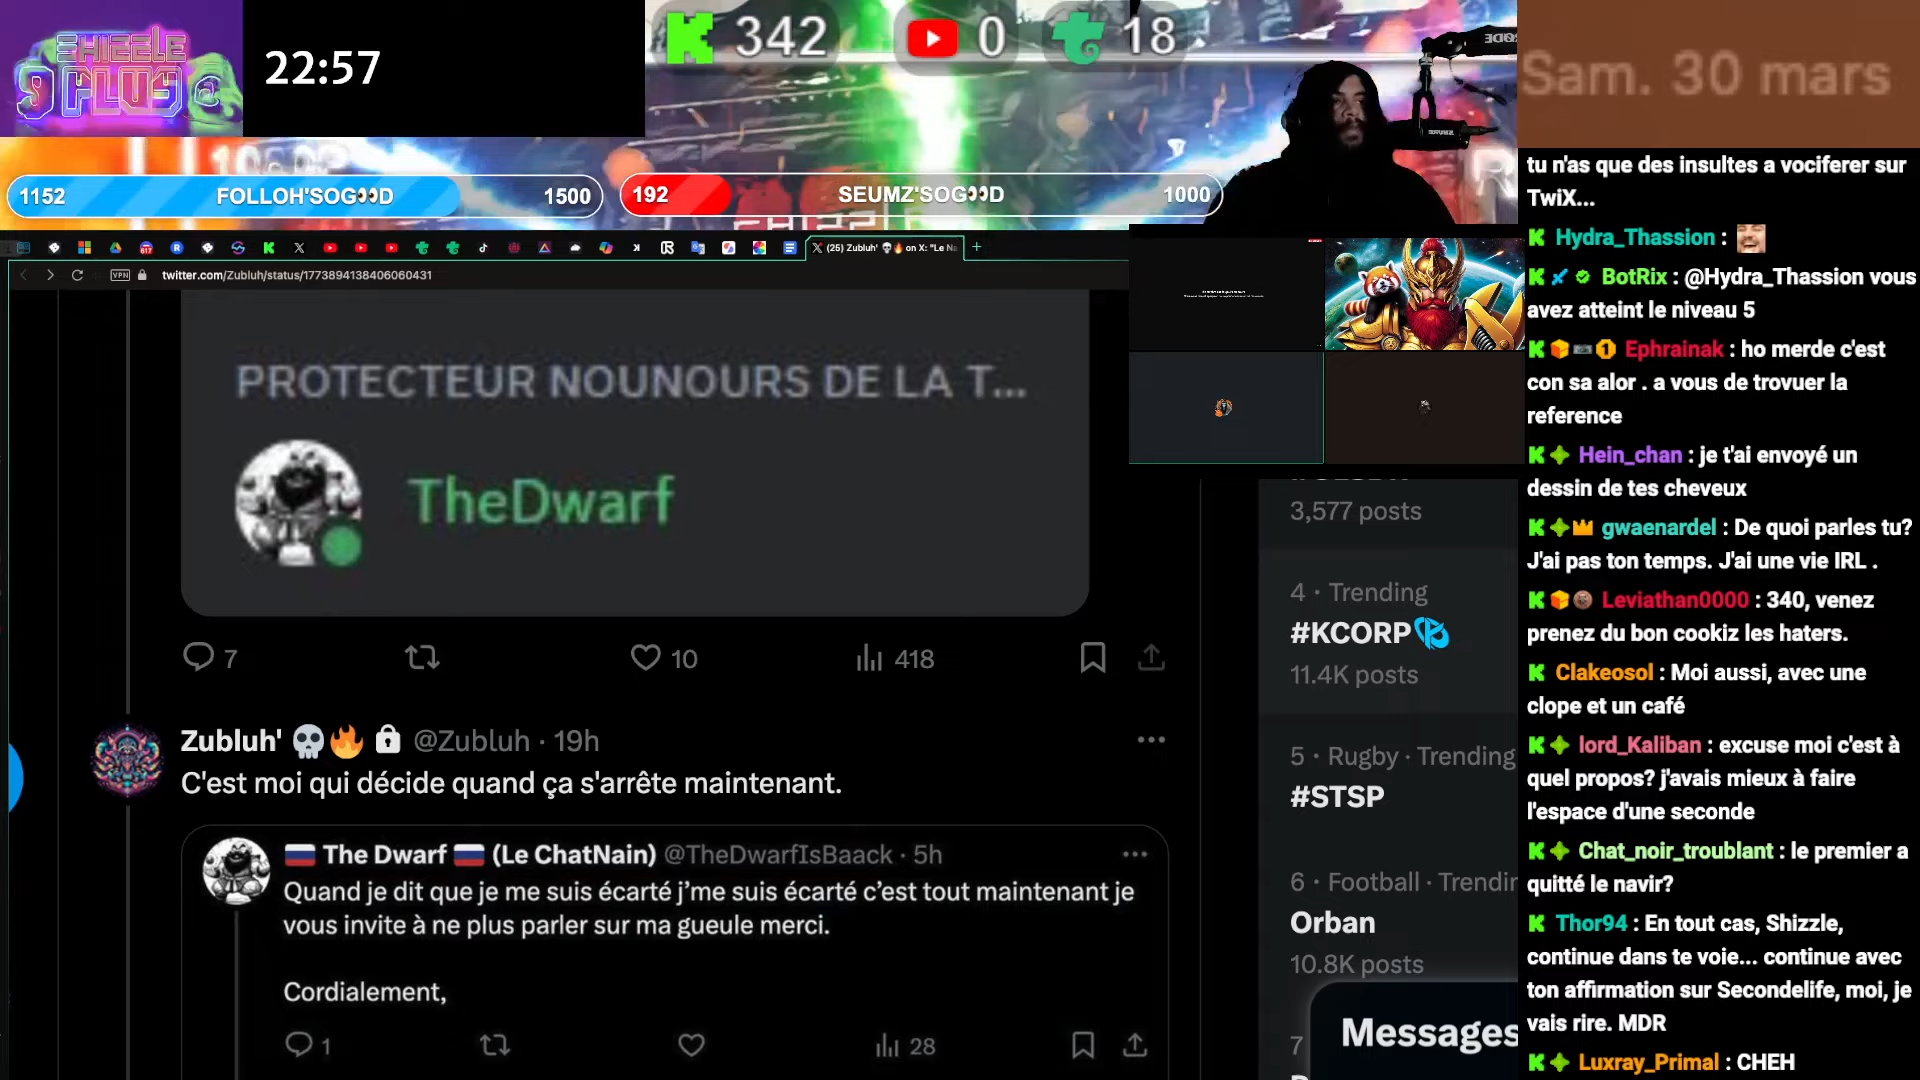 SHIZZLE
PLUG
22:57
342
0
18
Sam. 30 mars
1152 FOLLOH'SOG👀D 1500
192 SEUMZ'SOG👀D 1000
(25) Zubluh' 💀🔥 on X: "Le Na
twitter.com/Zubluh/status/1773894138406060431
VPN
PROTECTEUR NOUNOURS DE LA T...
TheDwarf
7
10
418
Zubluh' 💀🔥🔒 @Zubluh · 19h
C'est moi qui décide quand ça s'arrête maintenant.
🇷🇺 The Dwarf 🇷🇺 (Le ChatNain) @TheDwarfIsBaack · 5h
Quand je dit que je me suis écarté j’me suis écarté c’est tout maintenant je
vous invite à ne plus parler sur ma gueule merci.
Cordialement,
1
28
3,577 posts
4 · Trending
#KCORP
11.4K posts
5 · Rugby · Trending
#STSP
6 · Football · Trendin
Orban
10.8K posts
7
Messages
tu n'as que des insultes a vociferer sur
TwiX...
Hydra_Thassion :
BotRix : @Hydra_Thassion vous
avez atteint le niveau 5
Ephrainak : ho merde c'est
con sa alor . a vous de trovuer la
reference
Hein_chan : je t'ai envoyé un
dessin de tes cheveux
gwaenardel : De quoi parles tu?
J'ai pas ton temps. J'ai une vie IRL .
Leviathan0000 : 340, venez
prenez du bon cookiz les haters.
Clakeosol : Moi aussi, avec une
clope et un café
lord_Kaliban : excuse moi c'est à
quel propos? j'avais mieux à faire
l'espace d'une seconde
Chat_noir_troublant : le premier a
quitté le navir?
Thor94 : En tout cas, Shizzle,
continue dans te voie... continue avec
ton affirmation sur Secondelife, moi, je
vais rire. MDR
Luxray_Primal : CHEH